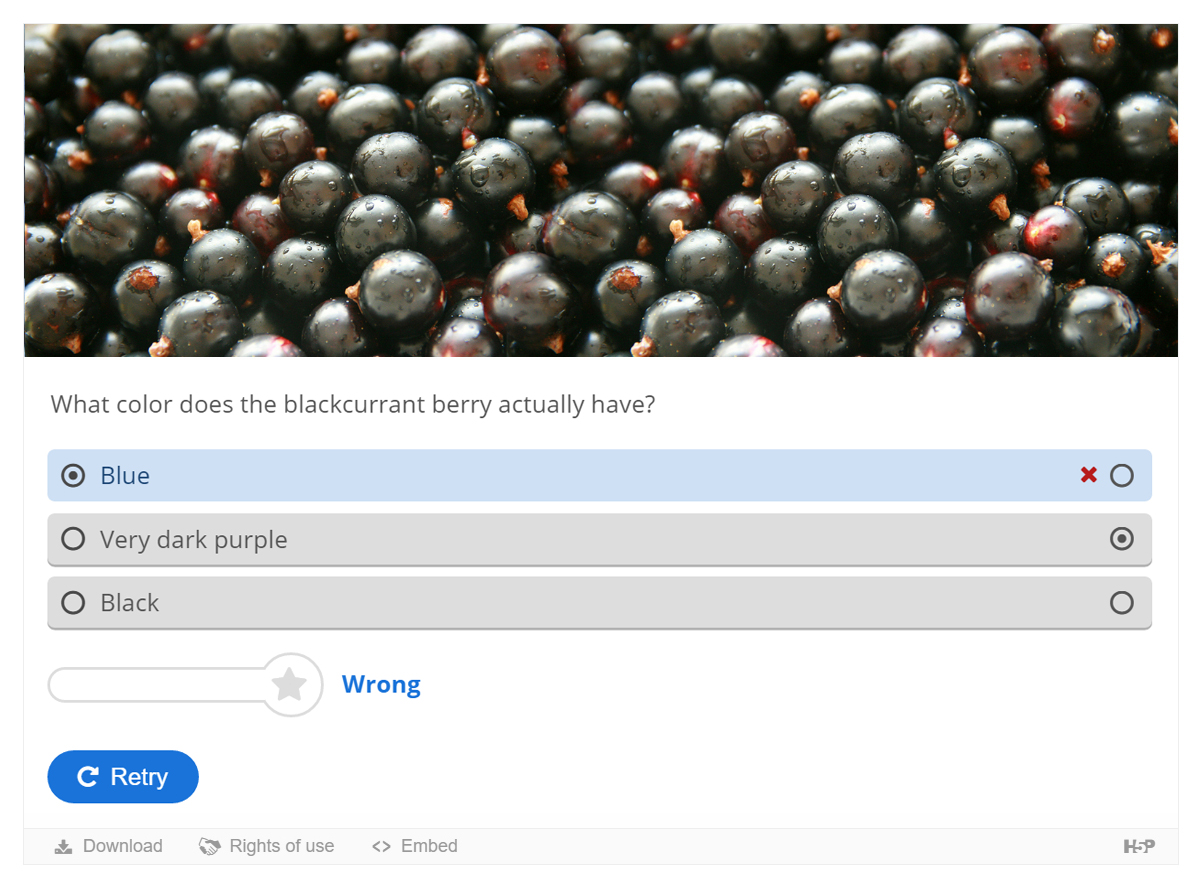 What color does the blackcurrant berry actually have?
Blue
Very dark purple
Black
Wrong
Retry
Download Rights of use <> Embed H5P